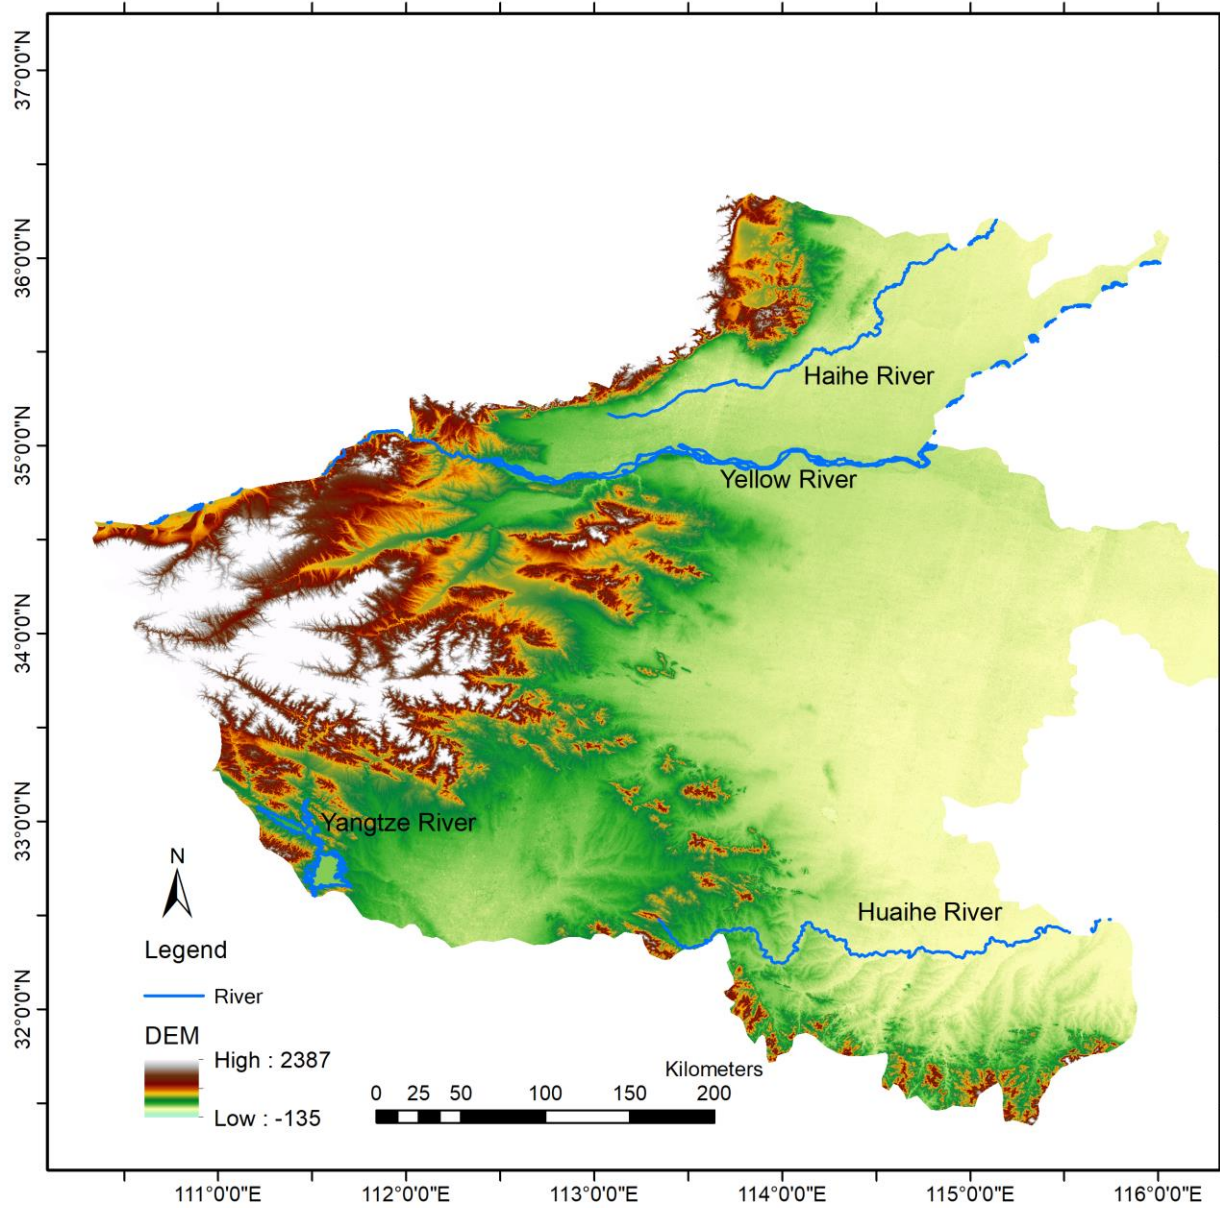 37°0'0"N
36°0'0"N
35°0'0"N
34°0'0"N
33°0'0"N
32°0'0"N
Haihe River
Yellow River
Yangtze River
Huaihe River
N
Legend
River
DEM
High : 2387
Low : -135
Kilometers
0 25 50 100 150 200
111°0'0"E 112°0'0"E 113°0'0"E 114°0'0"E 115°0'0"E 116°0'0"E